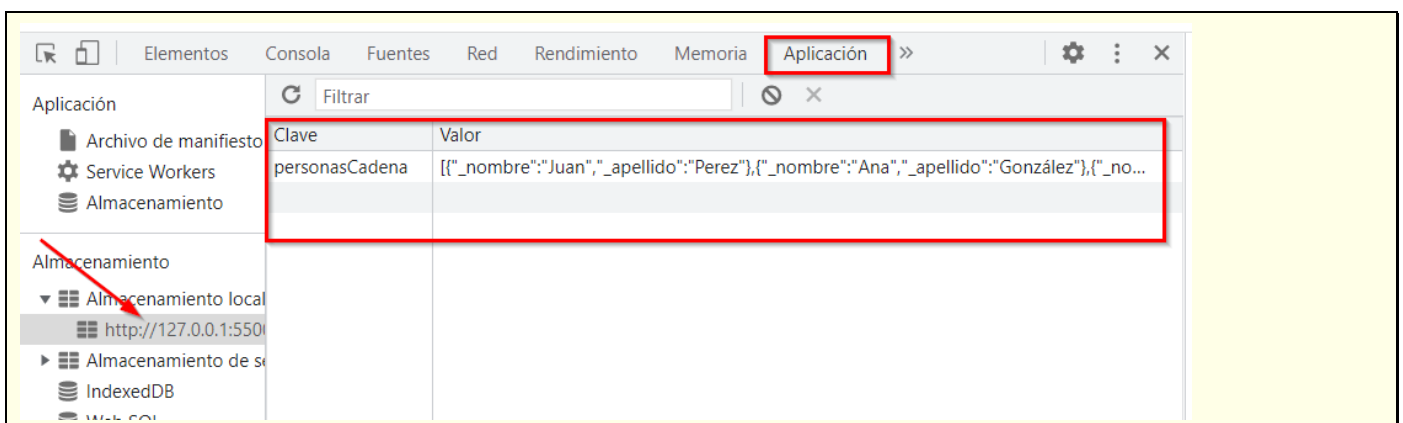 Elementos Consola Fuentes Red Rendimiento Memoria Aplicación »
Aplicación
Filtrar
Archivo de manifiesto
Service Workers
Almacenamiento
Clave Valor
personasCadena [{"_nombre":"Juan","_apellido":"Perez"},{"_nombre":"Ana","_apellido":"González"},{"_no...
Almacenamiento
Almacenamiento local
http://127.0.0.1:550
Almacenamiento de
IndexedDB